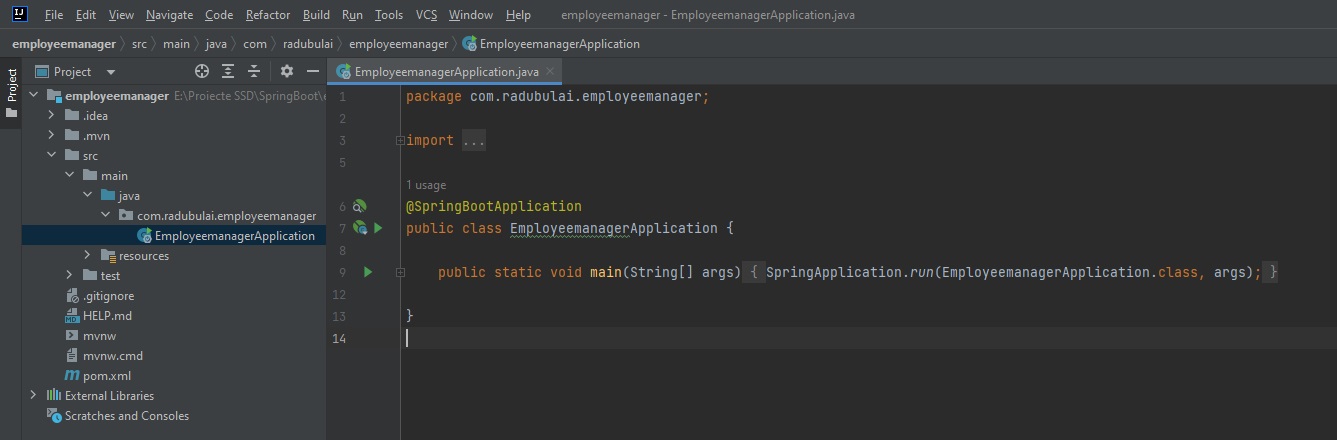 File Edit View Navigate Code Refactor Build Run Tools VCS Window Help employeemanager - EmployeemanagerApplication.java
employeemanager src main java com radubulai employeemanager EmployeemanagerApplication
Project
Project
employeemanager E:\Proiecte SSD\SpringBoot\
.idea
.mvn
src
main
java
com.radubulai.employeemanager
EmployeemanagerApplication
resources
test
.gitignore
HELP.md
mvnw
mvnw.cmd
pom.xml
External Libraries
Scratches and Consoles
EmployeemanagerApplication.java
1 package com.radubulai.employeemanager;
2
3 import ...
5
1 usage
6 @SpringBootApplication
7 public class EmployeemanagerApplication {
8
9 public static void main(String[] args) { SpringApplication.run(EmployeemanagerApplication.class, args); }
12
13 }
14